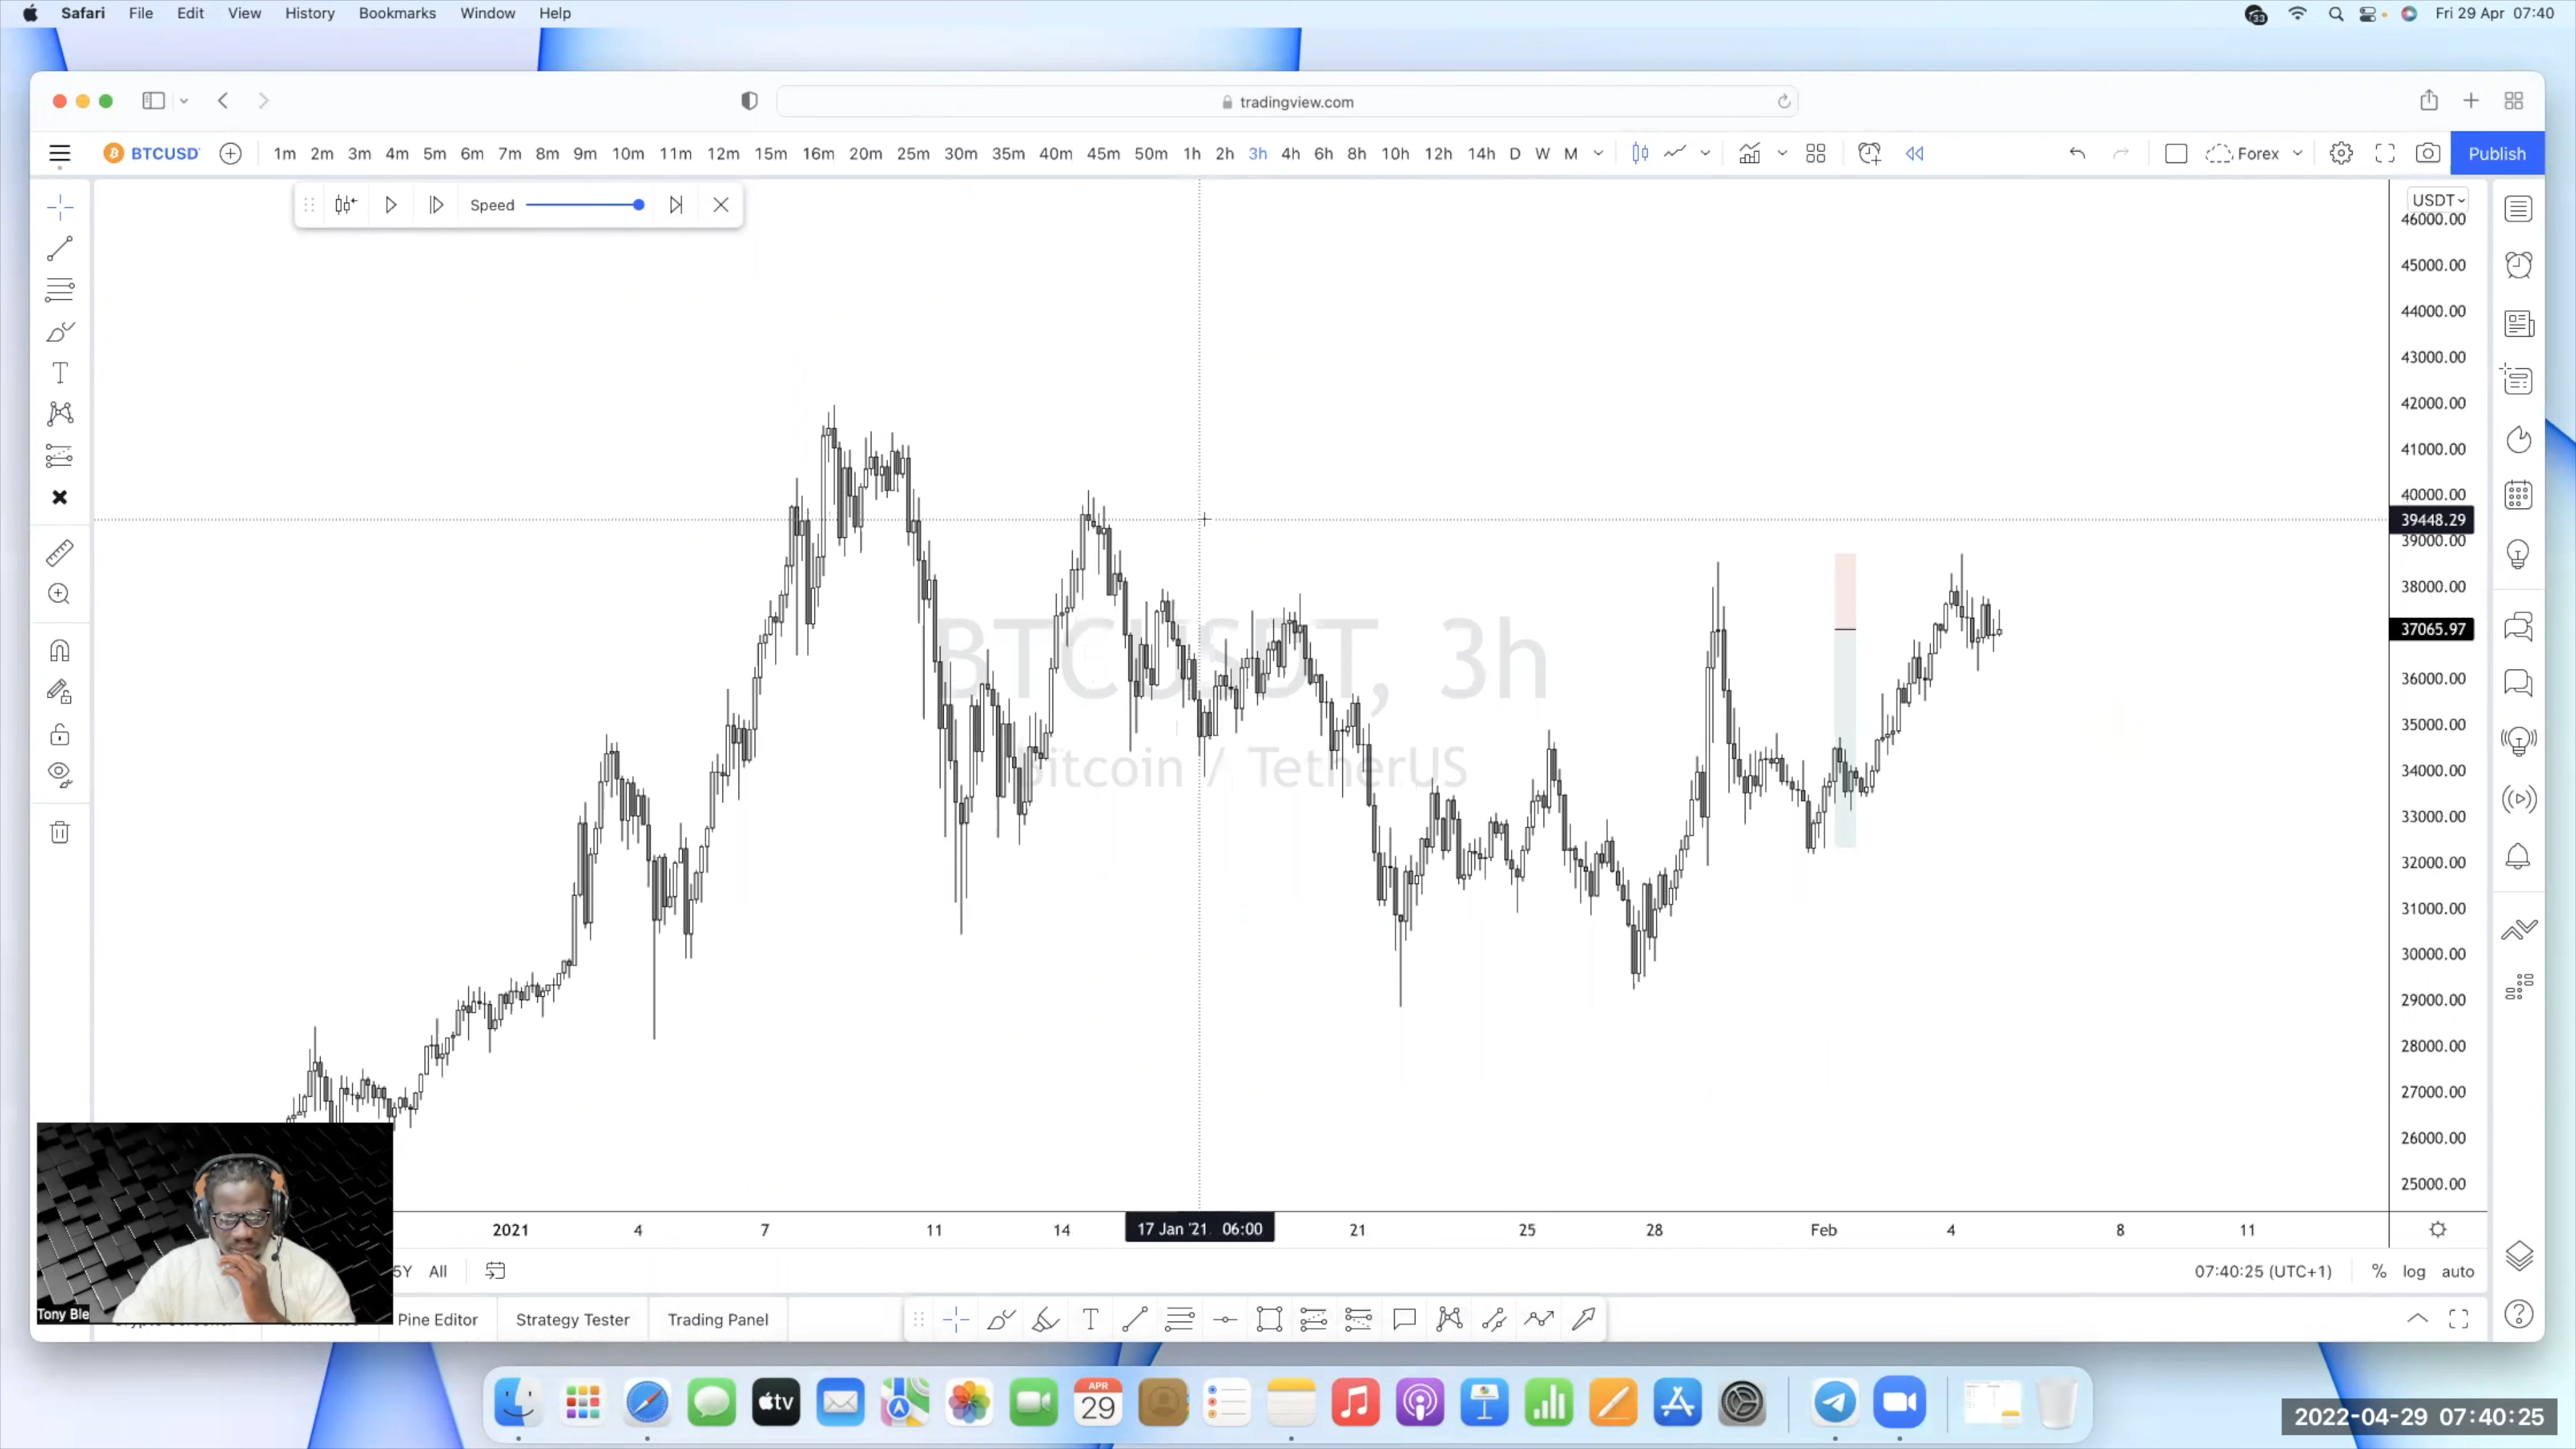 Safari File Edit View History Bookmarks Window Help
33
Fri 29 Apr 07:40
tradingview.com
BTCUSD
1m 2m 3m 4m 5m 6m 7m 8m 9m 10m 11m 12m 15m 16m 20m 25m 30m 35m 40m 45m 50m 1h 2h 3h 4h 6h 8h 10h 12h 14h D W M
Forex
Publish
Speed
USDT
46000.00
45000.00
44000.00
43000.00
42000.00
41000.00
40000.00
39448.29
39000.00
38000.00
37065.97
36000.00
35000.00
34000.00
33000.00
32000.00
31000.00
30000.00
29000.00
28000.00
27000.00
26000.00
25000.00
BTCUSDT, 3h
Bitcoin / TetherUS
2021 4 7 11 14 17 Jan '21 06:00 21 25 28 Feb 4 8 11
5Y All
07:40:25 (UTC+1) % log auto
Tony Ble
Pine Editor Strategy Tester Trading Panel
tv
APR
29
2022-04-29 07:40:25